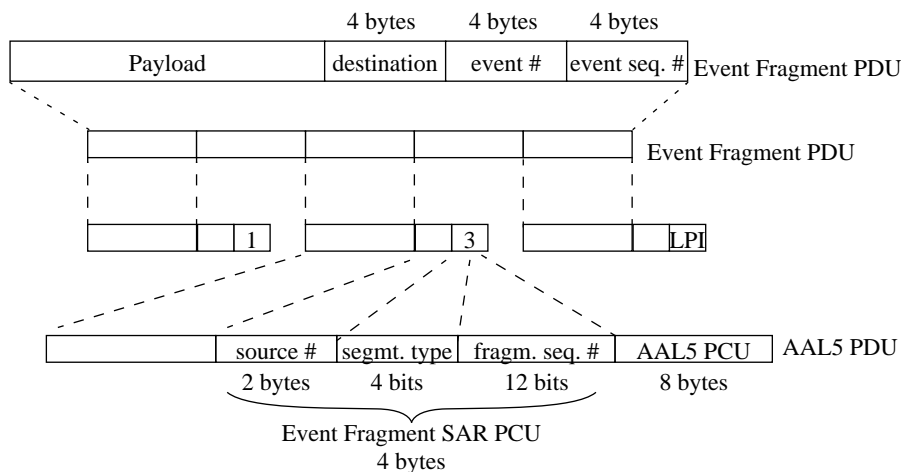 4 bytes 4 bytes 4 bytes
Payload destination event # event seq. # Event Fragment PDU
Event Fragment PDU
1 3 LPI
source # segmt. type fragm. seq. # AAL5 PCU AAL5 PDU
2 bytes 4 bits 12 bits 8 bytes
Event Fragment SAR PCU
4 bytes